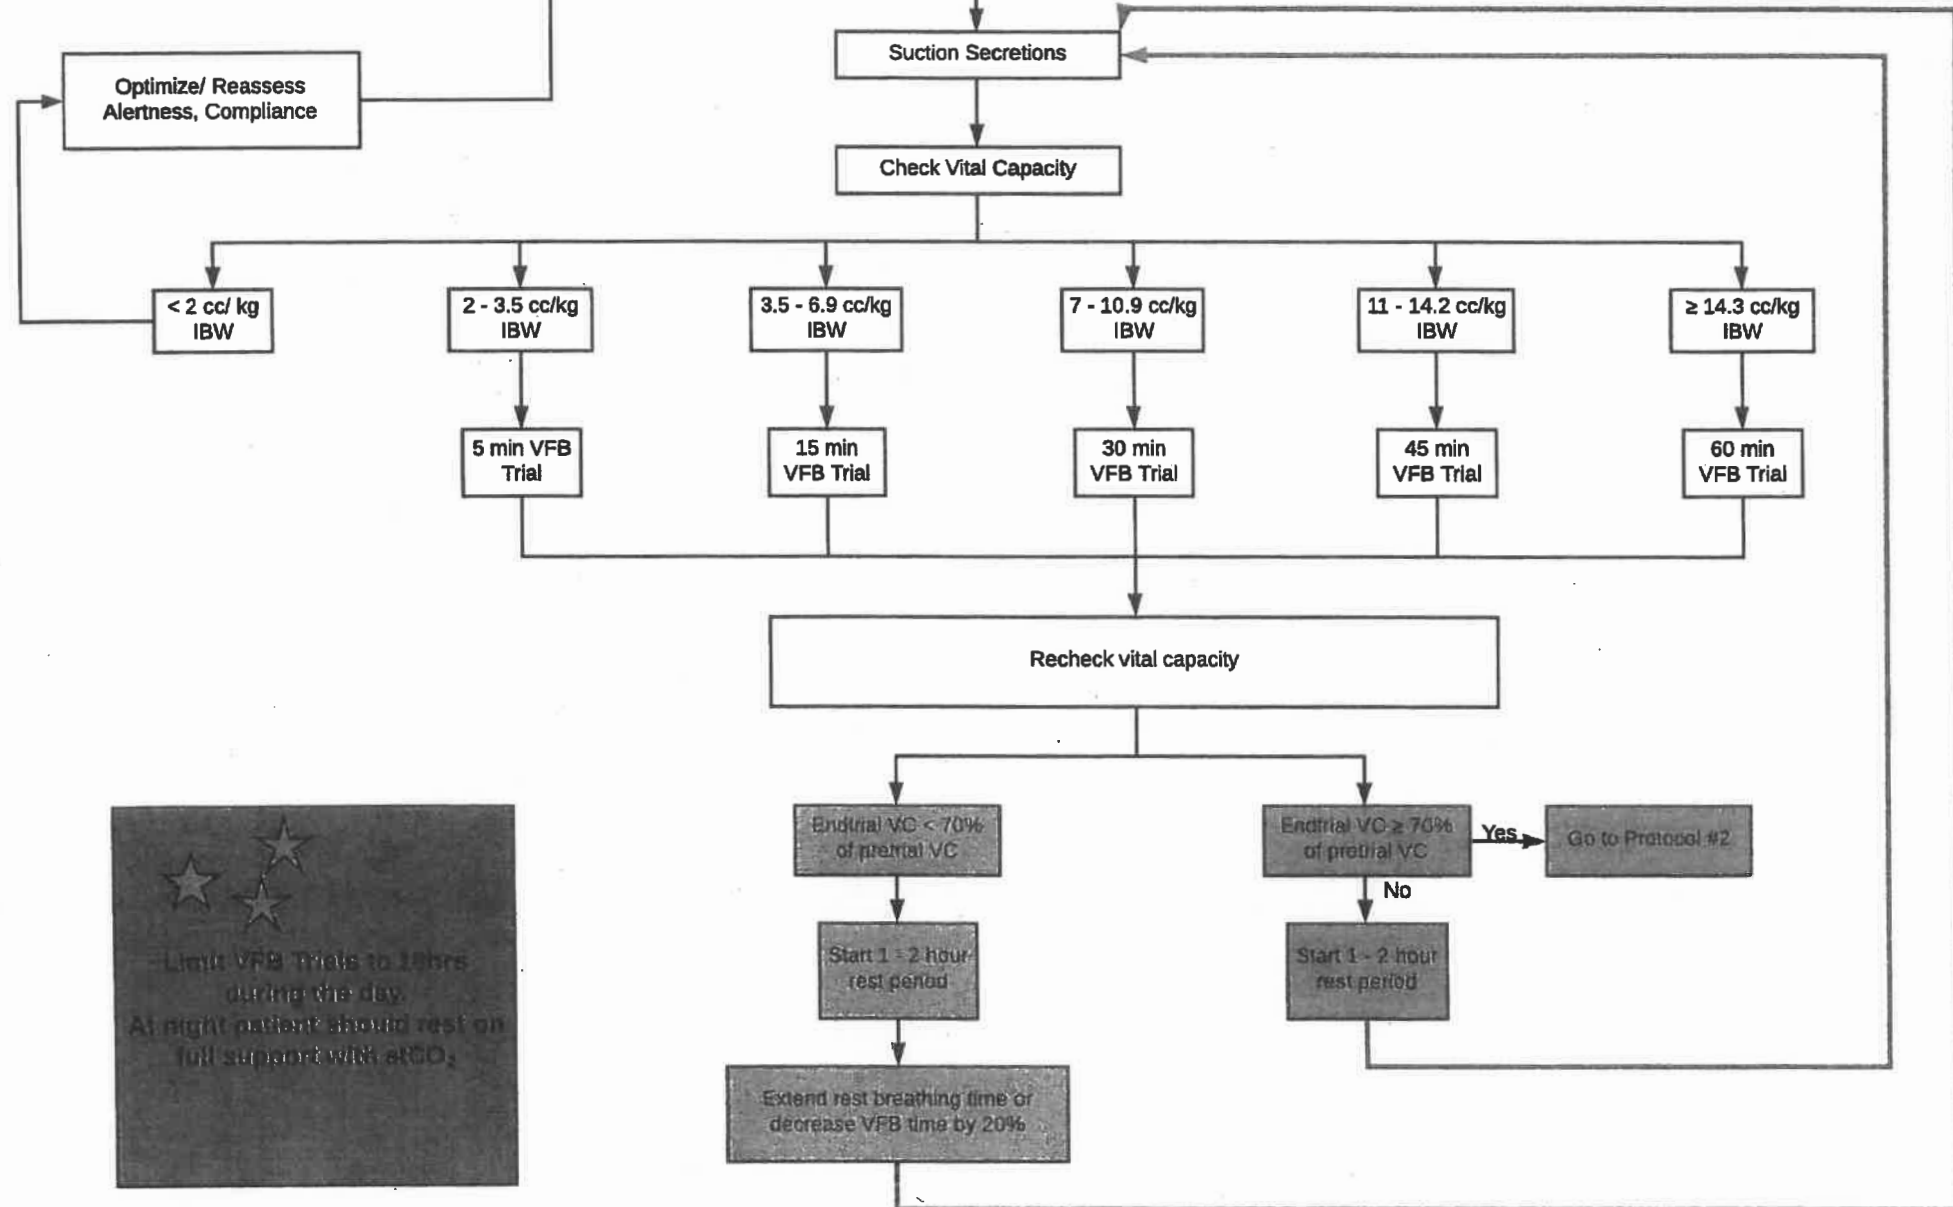 Suction Secretions
Optimize/ Reassess
Alertness, Compliance
Check Vital Capacity
< 2 cc/ kg
IBW
2 - 3.5 cc/kg
IBW
3.5 - 6.9 cc/kg
IBW
7 - 10.9 cc/kg
IBW
11 - 14.2 cc/kg
IBW
≥ 14.3 cc/kg
IBW
5 min VFB
Trial
15 min
VFB Trial
30 min
VFB Trial
45 min
VFB Trial
60 min
VFB Trial
Recheck vital capacity
Endtrial VC < 70%
of pretrial VC
Endtrial VC ≥ 70%
of pretrial VC
Yes
Go to Protocol #2
No
Start 1 - 2 hour
rest period
Start 1 - 2 hour
rest period
Limit VFB Trials to
during the day.
At night patient should rest on
full support with
Extend rest breathing time or
decrease VFB time by 20%